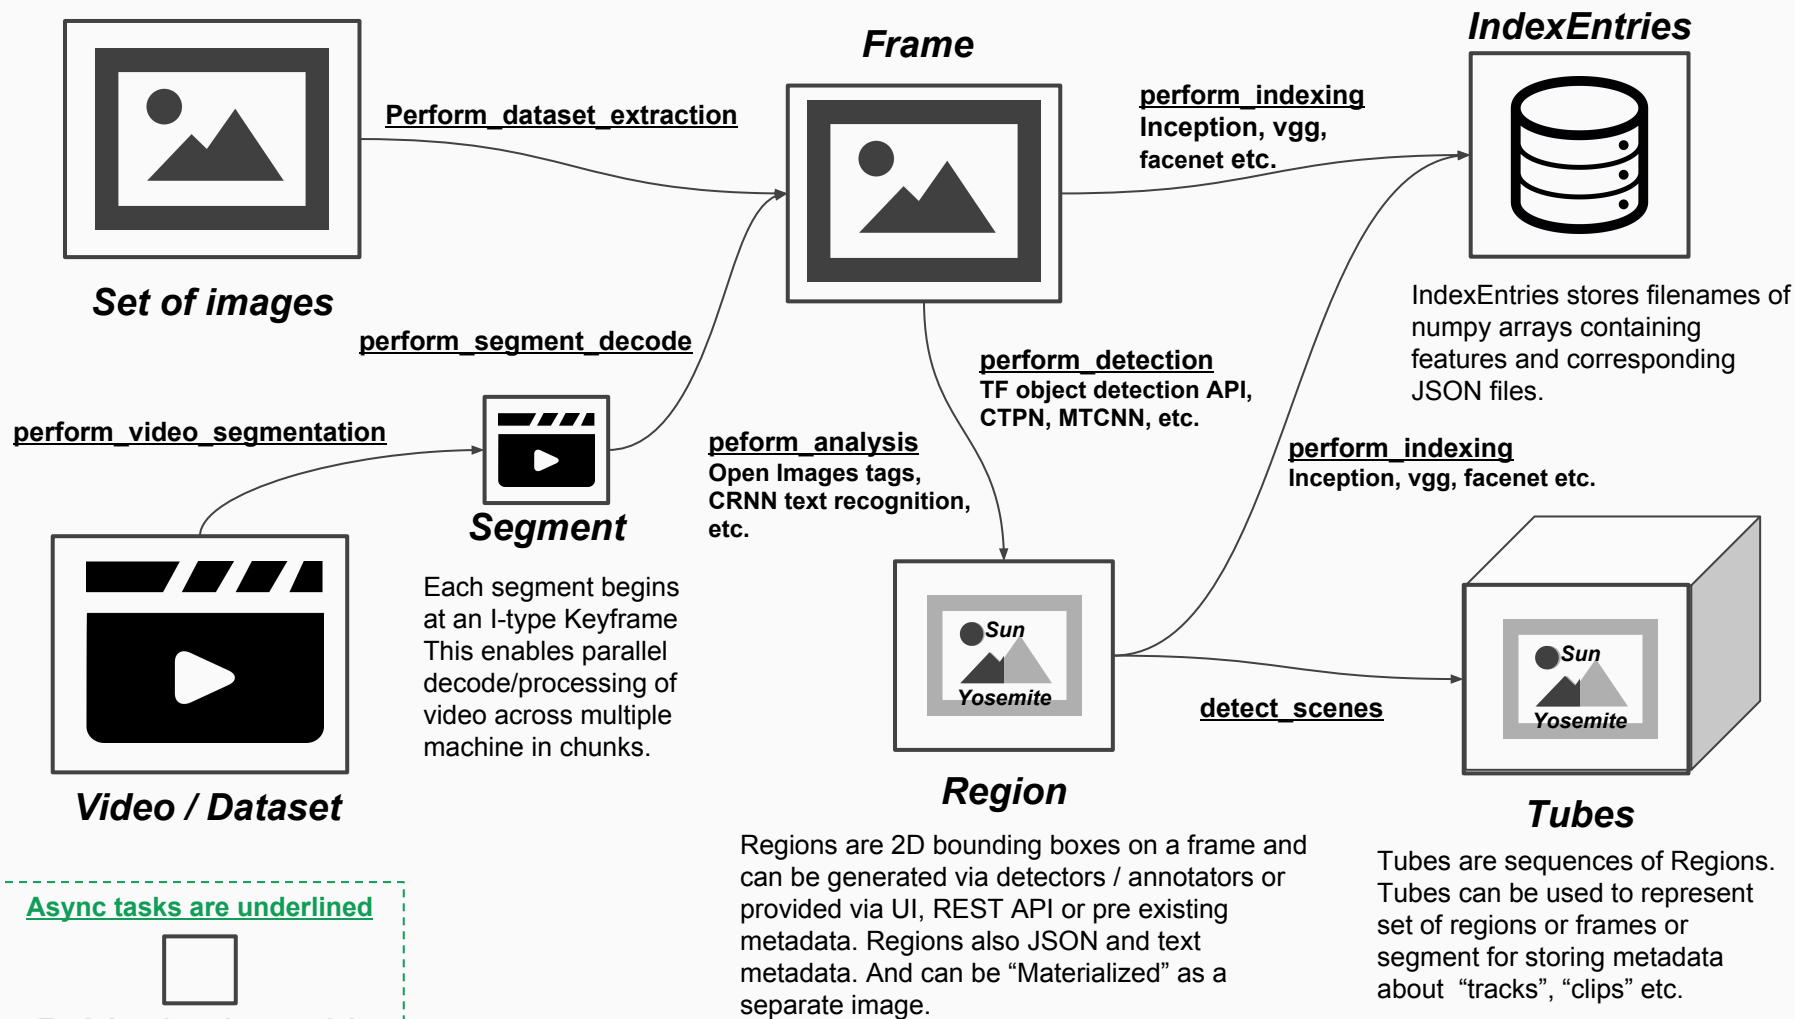 Set of images
Perform_dataset_extraction
Frame
perform_indexing
Inception, vgg,
facenet etc.
IndexEntries
IndexEntries stores filenames of
numpy arrays containing
features and corresponding
JSON files.
perform_segment_decode
perform_video_segmentation
Segment
Each segment begins
at an I-type Keyframe
This enables parallel
decode/processing of
video across multiple
machine in chunks.
Video / Dataset
perform_detection
TF object detection API,
CTPN, MTCNN, etc.
peform_analysis
Open Images tags,
CRNN text recognition,
etc.
perform_indexing
Inception, vgg, facenet etc.
Sun
Yosemite
Region
Regions are 2D bounding boxes on a frame and
can be generated via detectors / annotators or
provided via UI, REST API or pre existing
metadata. Regions also JSON and text
metadata. And can be “Materialized” as a
separate image.
detect_scenes
Sun
Yosemite
Tubes
Tubes are sequences of Regions.
Tubes can be used to represent
set of regions or frames or
segment for storing metadata
about “tracks”, “clips” etc.
Async tasks are underlined